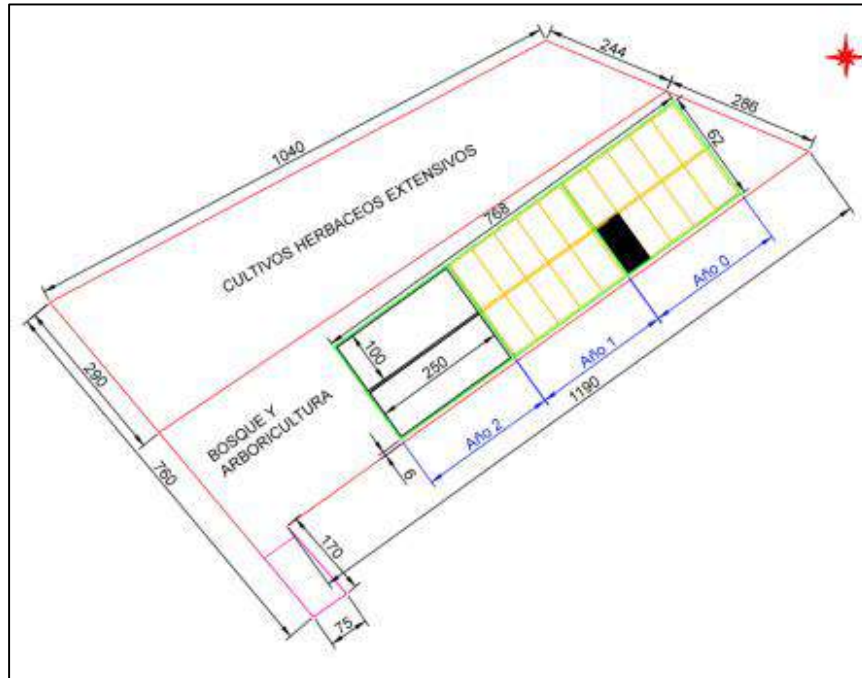 244
286
1040
62
CULTIVOS HERBACEOS EXTENSIVOS
768
Año 0
100
Año 1
250
290
1190
BOSQUE Y
ARBORICULTURA
Año 2
760
6
170
75